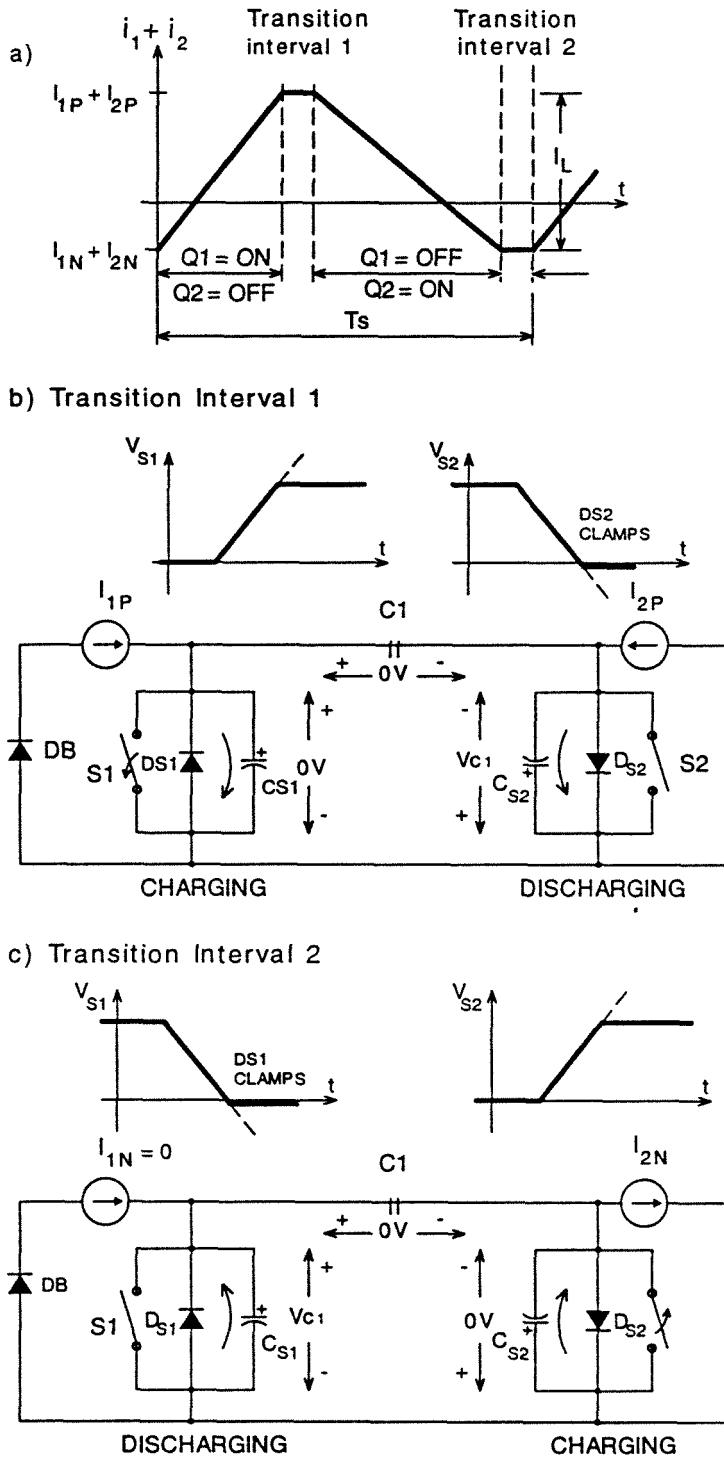 a)
i1 + i2
Transition
interval 1
Transition
interval 2
I1P + I2P
IL
t
I1N + I2N
Q1 = ON
Q2 = OFF
Q1 = OFF
Q2 = ON
Ts
b) Transition Interval 1
VS1
t
VS2
DS2
CLAMPS
t
I1P
C1
I2P
+ 0V -
DB
S1
DS1
+
CS1
+
0V
-
-
VC1
+
CS2
+
DS2
S2
CHARGING
DISCHARGING
c) Transition Interval 2
VS1
DS1
CLAMPS
t
VS2
t
I1N = 0
C1
I2N
+ 0V -
DB
S1
DS1
+
CS1
+
VC1
-
-
0V
+
CS2
+
DS2
DISCHARGING
CHARGING